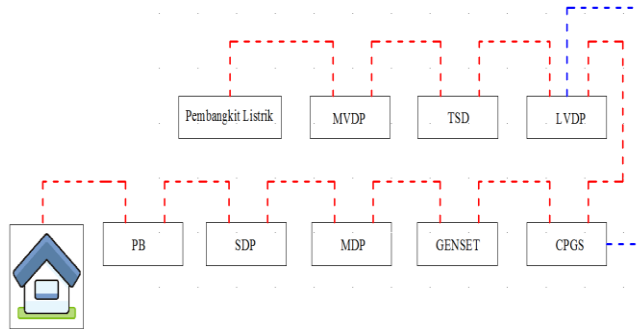 Pembangkit Listrik
MVDP
TSD
LVDP
PB
SDP
MDP
GENSET
CPGS